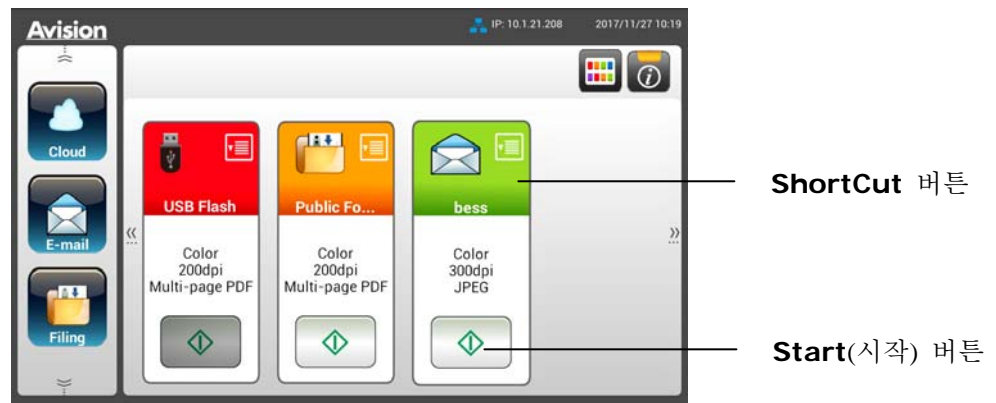 Avision
IP: 10.1.21.208 2017/11/27 10:19
Cloud
E-mail
Filing
USB Flash
Color
200dpi
Multi-page PDF
Public Fo...
Color
200dpi
Multi-page PDF
bess
Color
300dpi
JPEG
ShortCut 버튼
Start(시작) 버튼